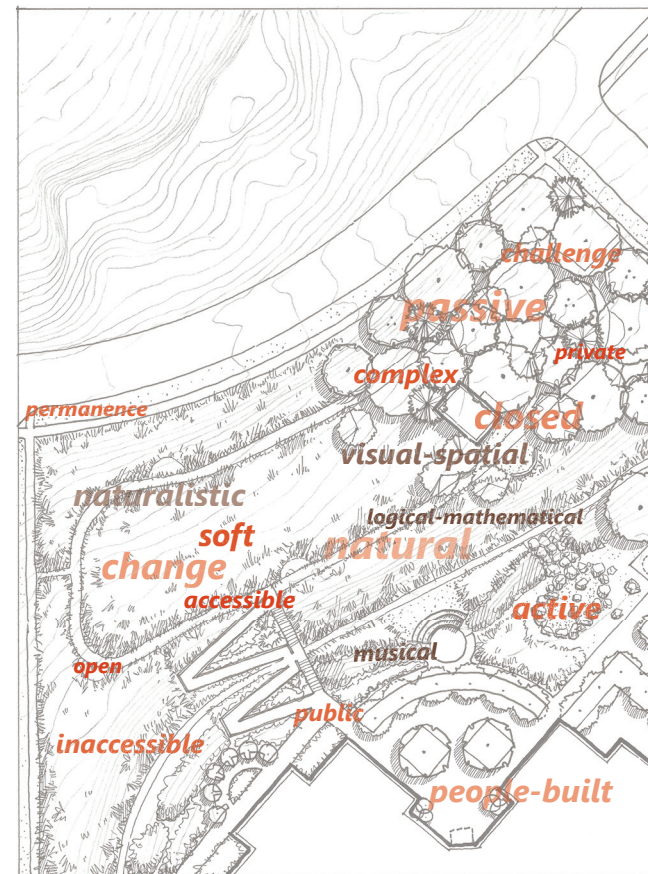 challenge
passive
private
complex
permanence
closed
visual-spatial
naturalistic
logical-mathematical
soft
natural
change
accessible
active
musical
open
public
inaccessible
people-built